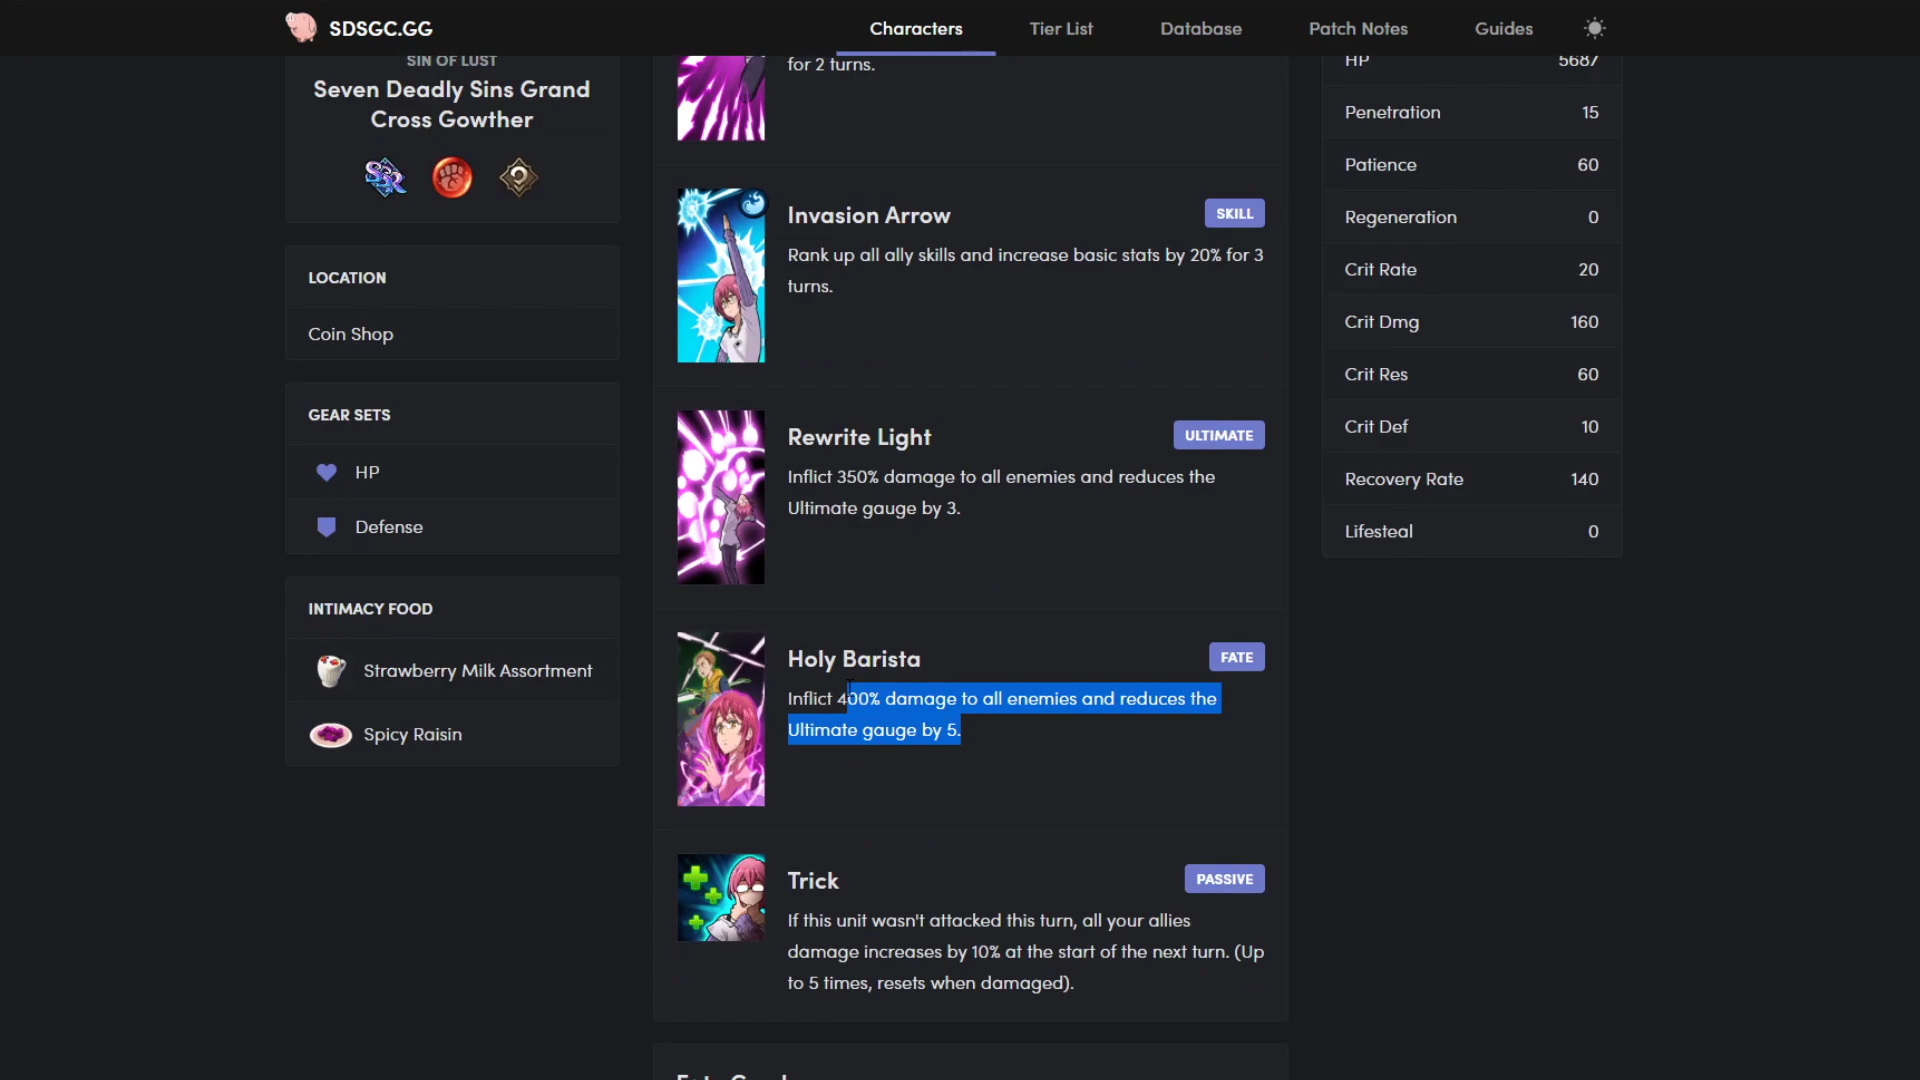 SDSGC.GG
Characters
Tier List
Database
Patch Notes
Guides
SIN OF LUST
Seven Deadly Sins Grand
Cross Gowther
SSR
LOCATION
Coin Shop
GEAR SETS
HP
Defense
INTIMACY FOOD
Strawberry Milk Assortment
Spicy Raisin
for 2 turns.
Invasion Arrow
SKILL
Rank up all ally skills and increase basic stats by 20% for 3
turns.
Rewrite Light
ULTIMATE
Inflict 350% damage to all enemies and reduces the
Ultimate gauge by 3.
Holy Barista
FATE
Inflict 400% damage to all enemies and reduces the
Ultimate gauge by 5.
Trick
PASSIVE
If this unit wasn't attacked this turn, all your allies
damage increases by 10% at the start of the next turn. (Up
to 5 times, resets when damaged).
HP 5687
Penetration 15
Patience 60
Regeneration 0
Crit Rate 20
Crit Dmg 160
Crit Res 60
Crit Def 10
Recovery Rate 140
Lifesteal 0